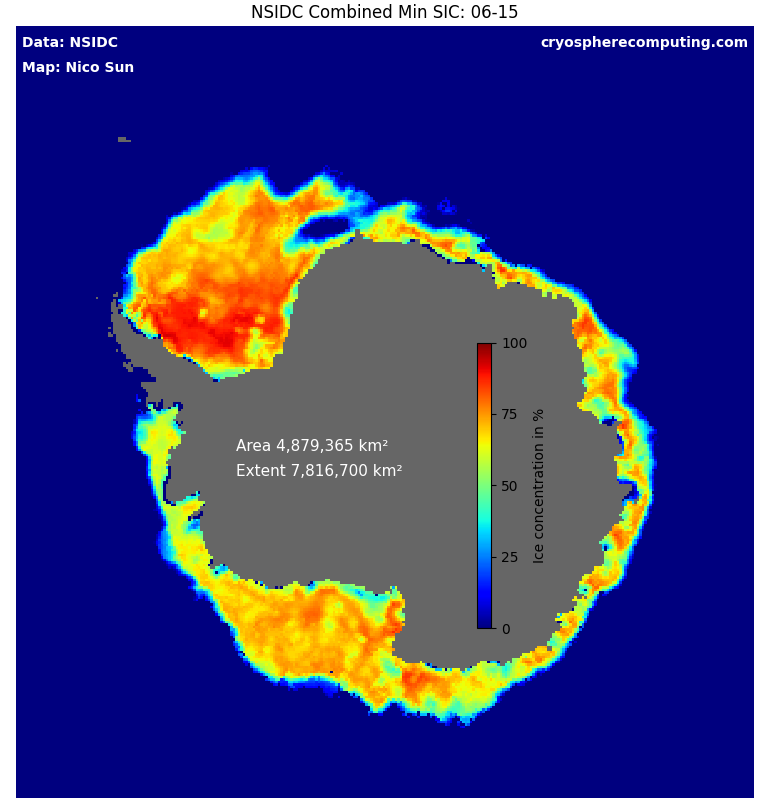 NSIDC Combined Min SIC: 06-15
Data: NSIDC
cryospherecomputing.com
Map: Nico Sun
100
75
50
25
0
Ice concentration in %
Area 4,879,365 km²
Extent 7,816,700 km²